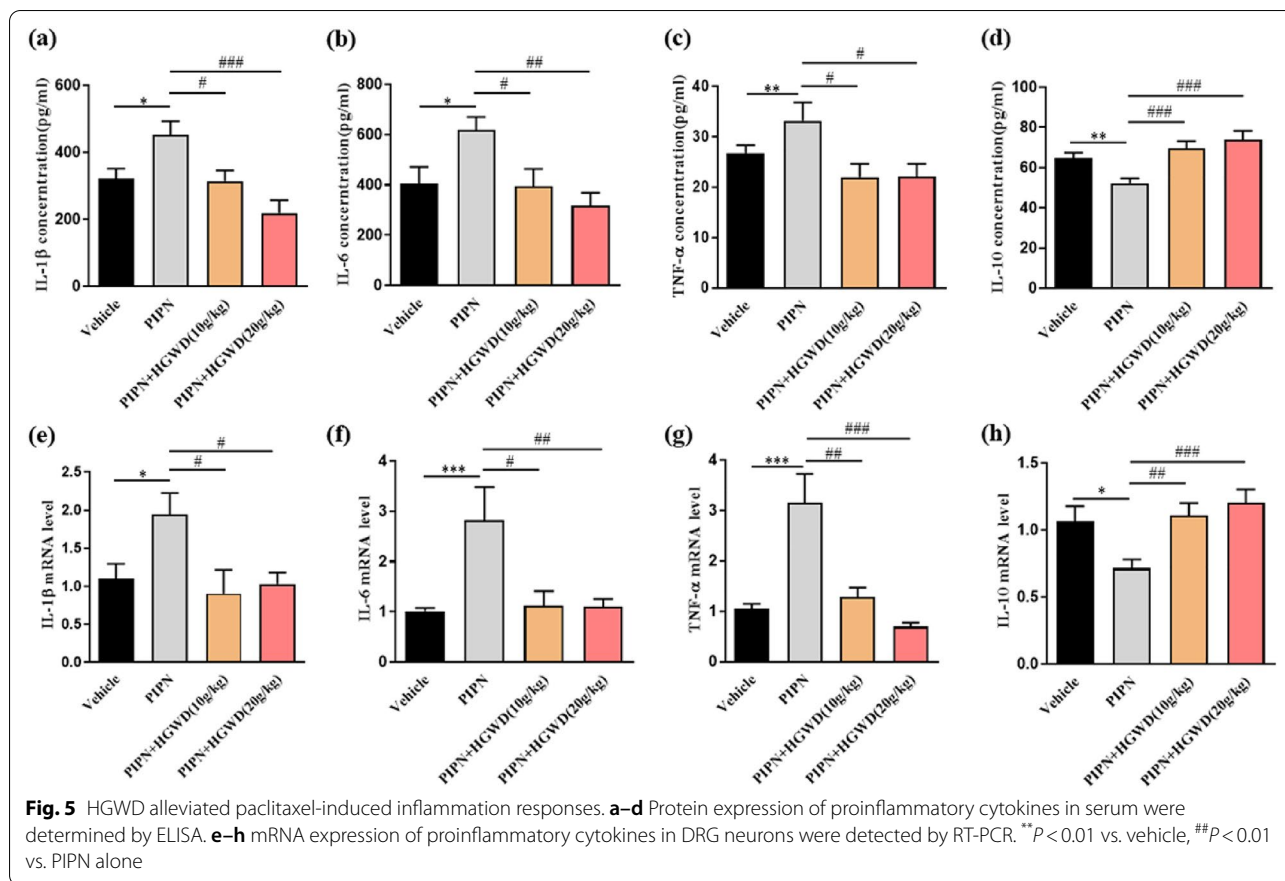 (a)
###
#
*
IL-1β concerntration(pg/ml)
600
400
200
0
Vehicle
PIPN
PIPN+HGWD(10g/kg)
PIPN+HGWD(20g/kg)
(b)
##
#
*
IL-6 concerntration(pg/ml)
800
600
400
200
0
Vehicle
PIPN
PIPN+HGWD(10g/kg)
PIPN+HGWD(20g/kg)
(c)
#
#
**
TNF-α concerntration(pg/ml)
40
30
20
10
0
Vehicle
PIPN
PIPN+HGWD(10g/kg)
PIPN+HGWD(20g/kg)
(d)
###
###
**
IL-10 concerntration(pg/ml)
100
80
60
40
20
0
Vehicle
PIPN
PIPN+HGWD(10g/kg)
PIPN+HGWD(20g/kg)
(e)
#
#
*
IL-1β mRNA level
2.5
2.0
1.5
1.0
0.5
0.0
Vehicle
PIPN
PIPN+HGWD(10g/kg)
PIPN+HGWD(20g/kg)
(f)
##
#
***
IL-6 mRNA level
4
3
2
1
0
Vehicle
PIPN
PIPN+HGWD(10g/kg)
PIPN+HGWD(20g/kg)
(g)
###
##
***
TNF-α mRNA level
4
3
2
1
0
Vehicle
PIPN
PIPN+HGWD(10g/kg)
PIPN+HGWD(20g/kg)
(h)
###
##
*
IL-10 mRNA level
1.5
1.0
0.5
0.0
Vehicle
PIPN
PIPN+HGWD(10g/kg)
PIPN+HGWD(20g/kg)
Fig. 5 HGWD alleviated paclitaxel-induced inflammation responses. a–d Protein expression of proinflammatory cytokines in serum were
determined by ELISA. e–h mRNA expression of proinflammatory cytokines in DRG neurons were detected by RT-PCR. **P < 0.01 vs. vehicle, ##P < 0.01
vs. PIPN alone